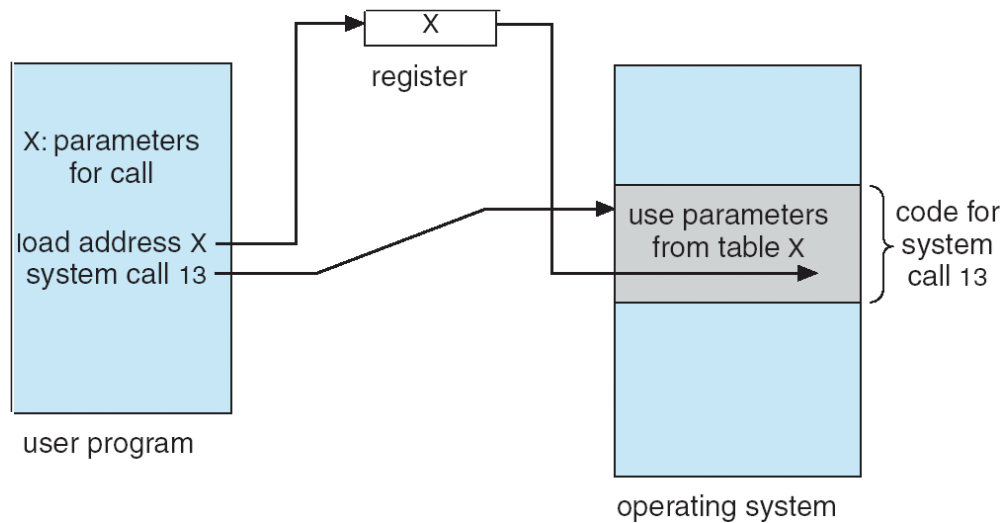 X
register
X: parameters
for call
load address X
system call 13
user program
use parameters
from table X
code for
system
call 13
operating system